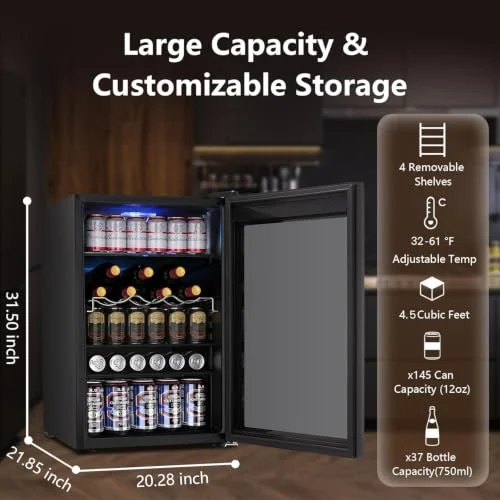 Large Capacity &
Customizable Storage
C
4 Removable
Shelves
32-61 °F
Adjustable Temp
4.5Cubic Feet
x145 Can
Capacity (12oz)
x37 Bottle
Capacity(750ml)
31.50 inch
21.85 inch
20.28 inch